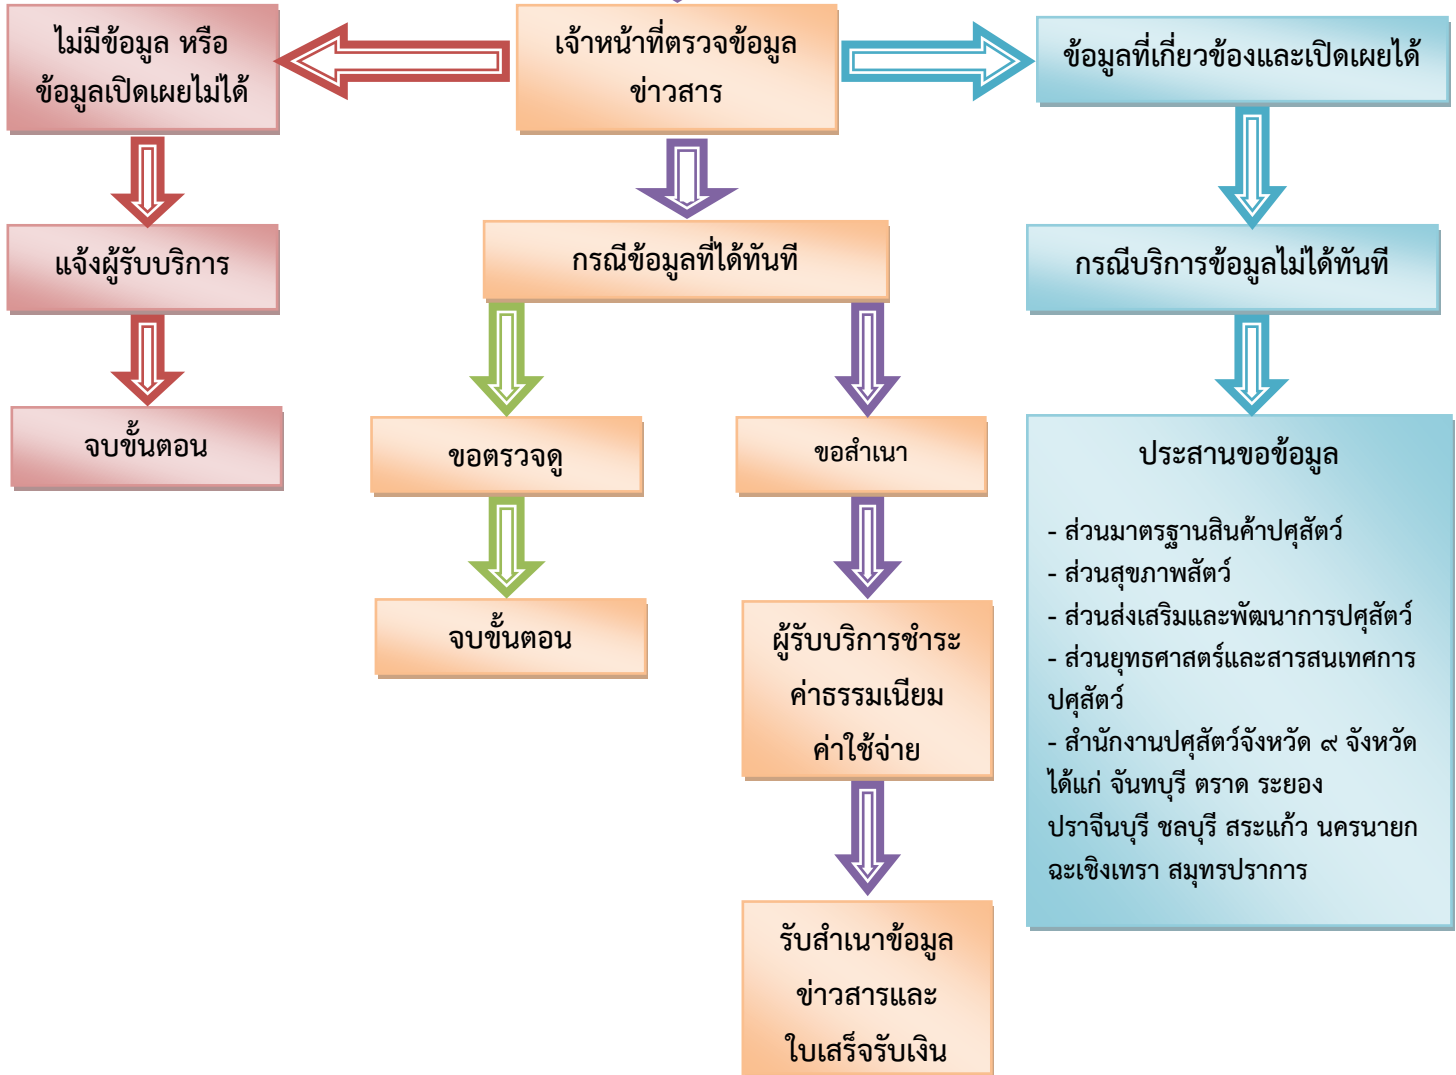 ไม่มีข้อมูล หรือ
ข้อมูลเปิดเผยไม่ได้
เจ้าหน้าที่ตรวจข้อมูล
ข่าวสาร
ข้อมูลที่เกี่ยวข้องและเปิดเผยได้
แจ้งผู้รับบริการ
กรณีข้อมูลที่ได้ทันที
กรณีบริการข้อมูลไม่ได้ทันที
จบขั้นตอน
ขอตรวจดู
ขอสำเนา
จบขั้นตอน
ผู้รับบริการชำระ
ค่าธรรมเนียม
ค่าใช้จ่าย
รับสำเนาข้อมูล
ข่าวสารและ
ใบเสร็จรับเงิน
ประสานขอข้อมูล
- ส่วนมาตรฐานสินค้าปศุสัตว์
- ส่วนสุขภาพสัตว์
- ส่วนส่งเสริมและพัฒนาการปศุสัตว์
- ส่วนยุทธศาสตร์และสารสนเทศการ
ปศุสัตว์
- สำนักงานปศุสัตว์จังหวัด ๙ จังหวัด
ได้แก่ จันทบุรี ตราด ระยอง
ปราจีนบุรี ชลบุรี สระแก้ว นครนายก
ฉะเชิงเทรา สมุทรปราการ